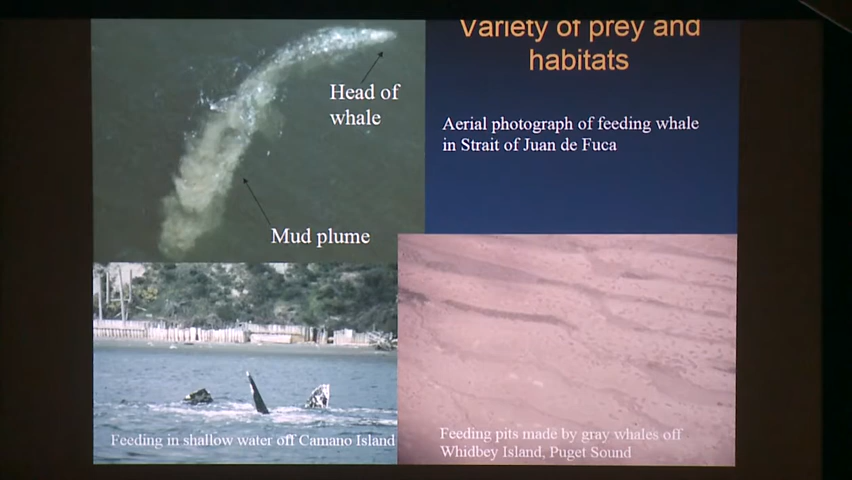 Variety of prey and
habitats
Head of
whale
Aerial photograph of feeding whale
in Strait of Juan de Fuca
Mud plume
Feeding in shallow water off Camano Island
Feeding pits made by gray whales off
Whidbey Island, Puget Sound